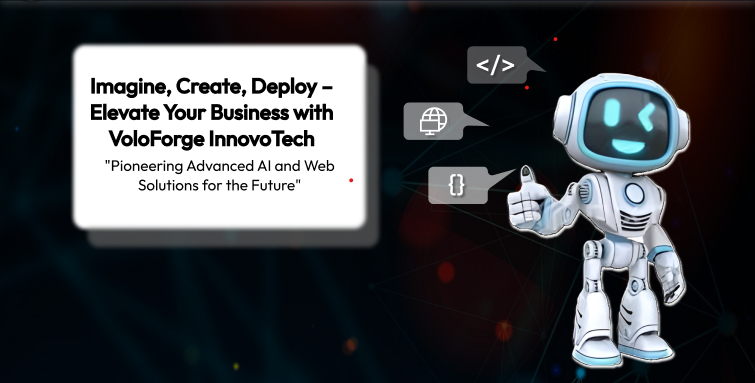 Imagine, Create, Deploy –
Elevate Your Business with
VoloForge InnovoTech
"Pioneering Advanced AI and Web
Solutions for the Future"
</>
{}